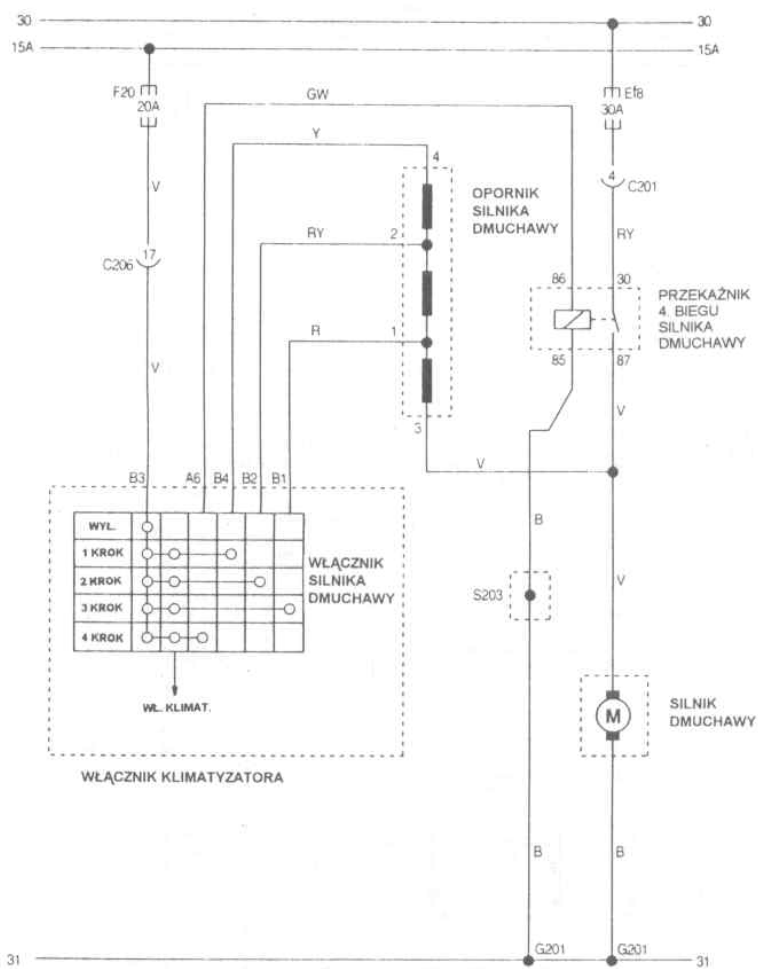 30
30
15A
15A
F20
20A
GW
Ef8
30A
Y
4
OPORNIK
SILNIKA
DMUCHAWY
4
C201
V
RY
2
RY
17
C206
86
30
PRZEKAŹNIK
4. BIEGU
SILNIKA
DMUCHAWY
R
1
V
85
87
3
V
V
B3
A6
B4
B2
B1
B
WYŁ.
1 KROK
2 KROK
3 KROK
4 KROK
WŁĄCZNIK
SILNIKA
DMUCHAWY
S203
V
WŁ. KLIMAT.
M
SILNIK
DMUCHAWY
WŁĄCZNIK KLIMATYZATORA
B
B
G201
G201
31
31